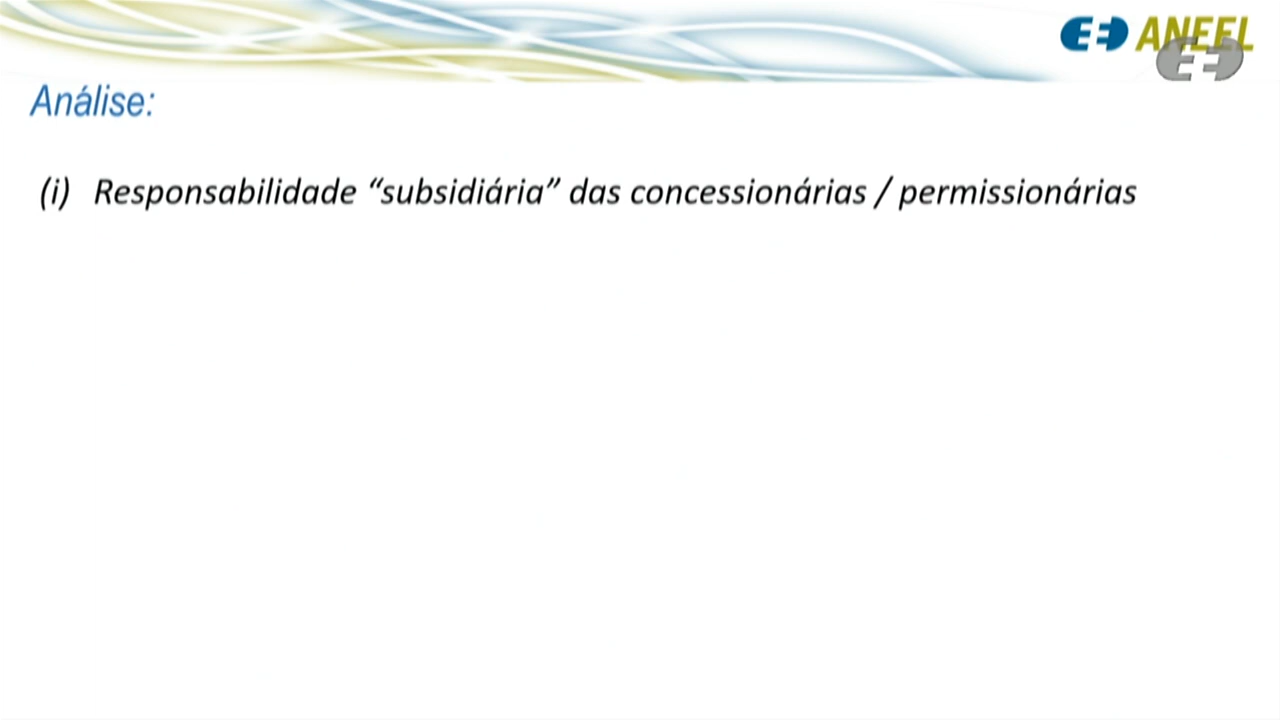 ANEEL
Análise:
(i) Responsabilidade “subsidiária” das concessionárias / permissionárias